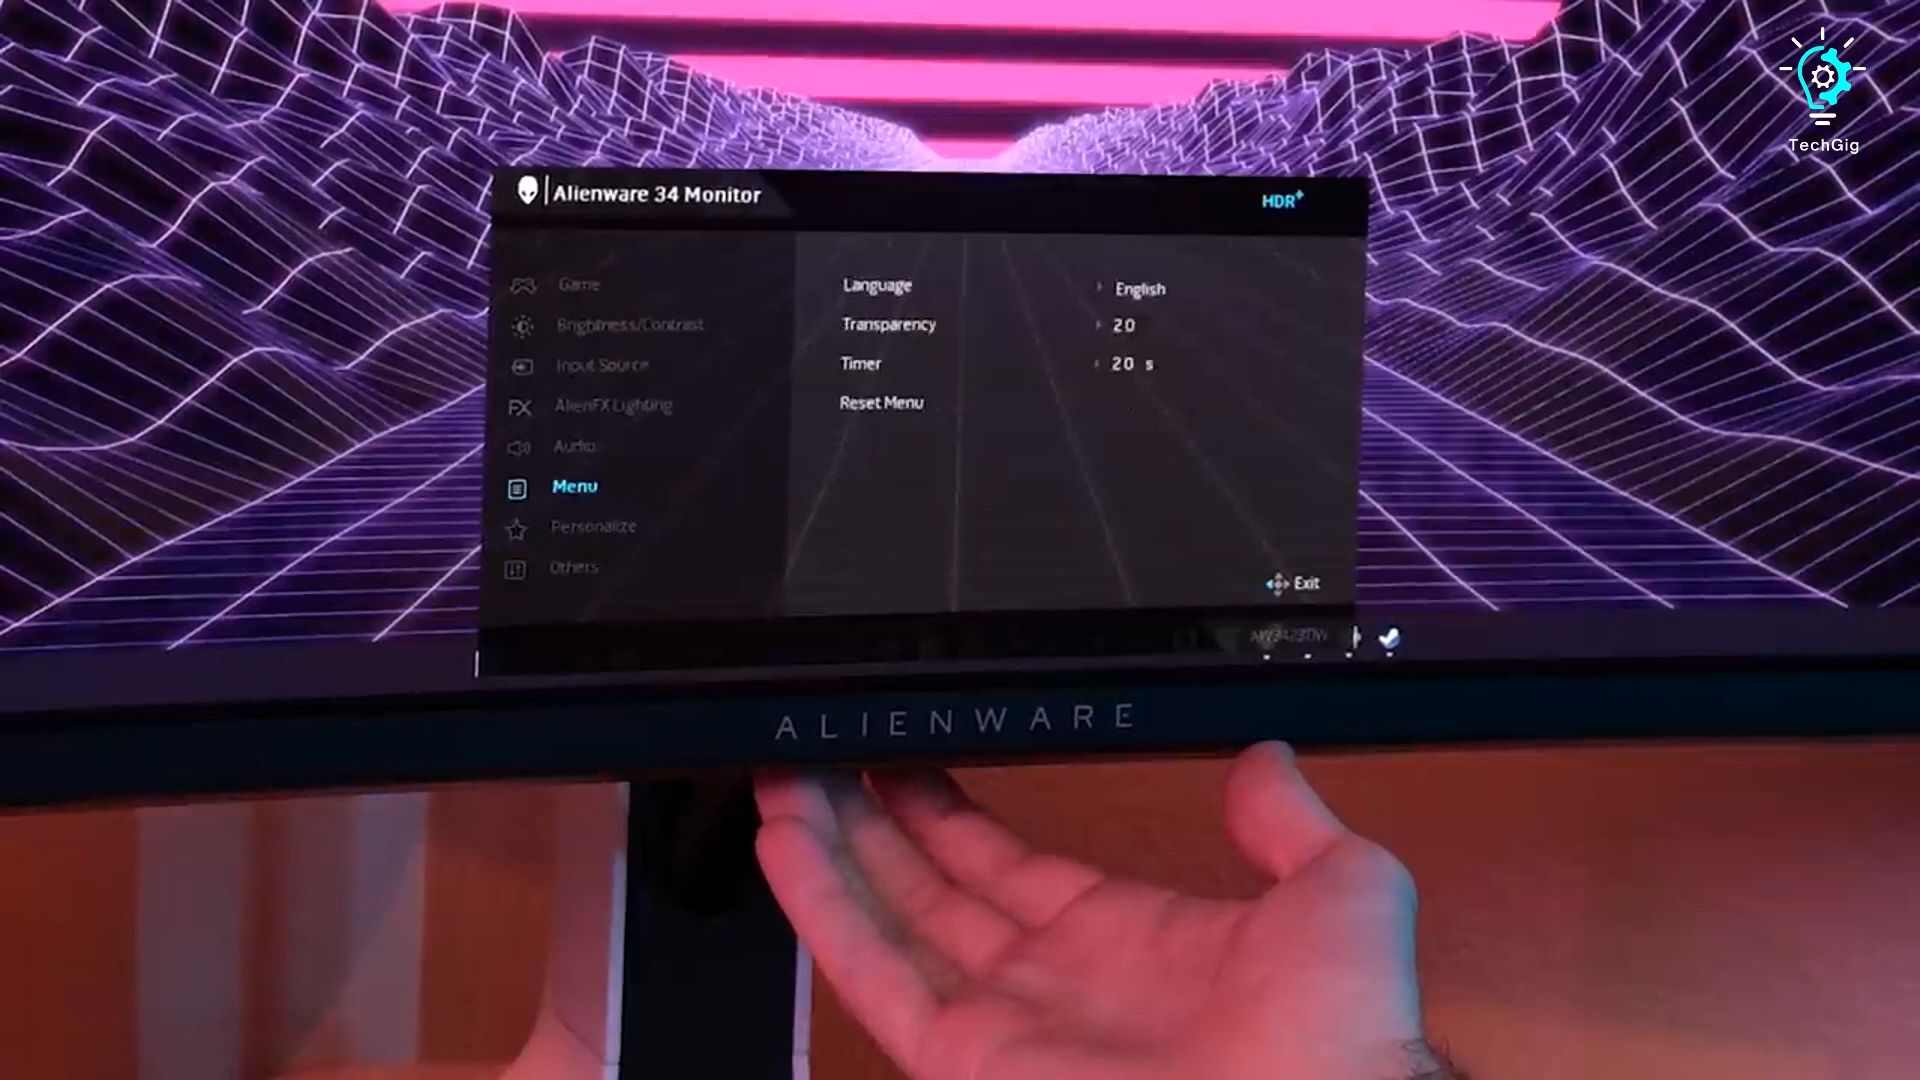 TechGig
Alienware 34 Monitor
HDR+
Game
Brightness/Contrast
Input Source
FX AlienFX Lighting
Audio
Menu
Personalize
Others
Language English
Transparency 20
Timer 20 s
Reset Menu
Exit
AW3423DW
ALIENWARE